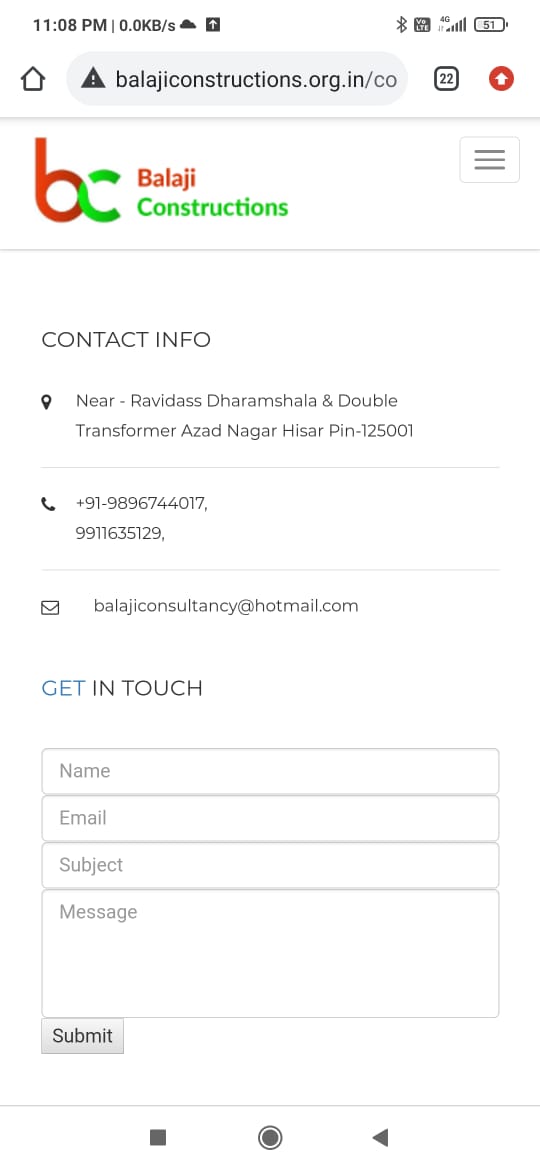 11:08 PM | 0.0KB/s
Vo LTE 4G 51
balajiconstructions.org.in/co
22
bc Balaji
Constructions
CONTACT INFO
Near - Ravidass Dharamshala & Double
Transformer Azad Nagar Hisar Pin-125001
+91-9896744017,
9911635129,
balajiconsultancy@hotmail.com
GET IN TOUCH
Name
Email
Subject
Message
Submit